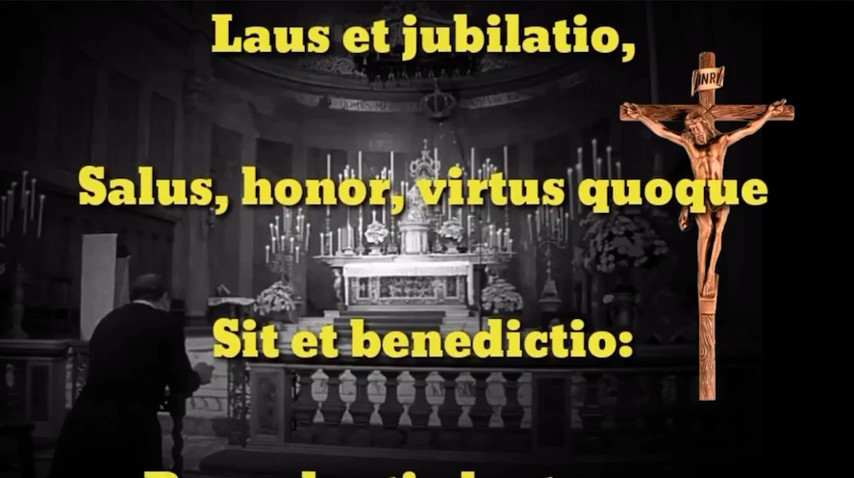 Laus et jubilatio,
INRI
Salus, honor, virtus quoque
Sit et benedictio: